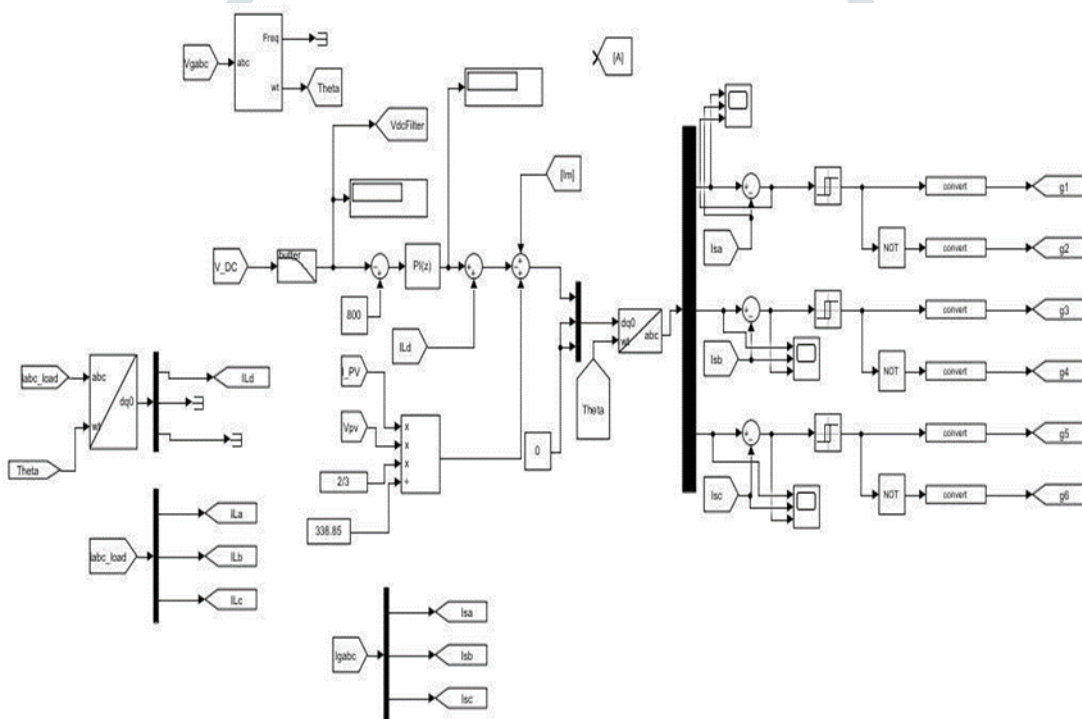 Vgabc
abc
Freq
wt
Theta
[A]
VdcFilter
[Im]
V_DC
butter
PI(z)
800
ILd
Iabc_load
abc
wt
dq0
ILd
Theta
I_PV
Vpv
2/3
338.85
0
dq0
wt
abc
Theta
Isa
convert
g1
NOT
convert
g2
Isb
convert
g3
NOT
convert
g4
Isc
convert
g5
NOT
convert
g6
Iabc_load
ILa
ILb
ILc
Igabc
Isa
Isb
Isc